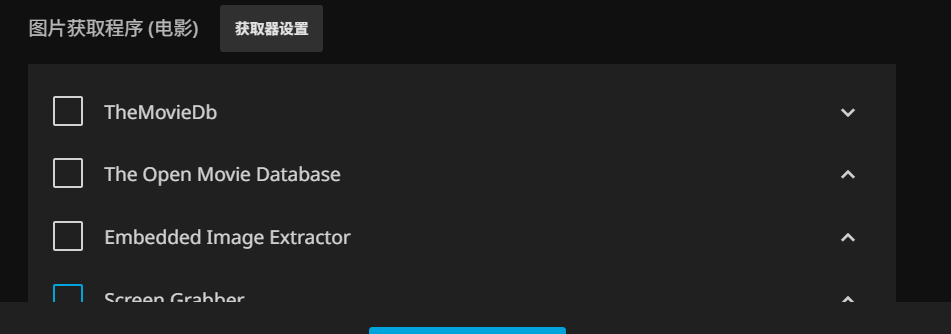 图片获取程序 (电影) 获取器设置
TheMovieDb
The Open Movie Database
Embedded Image Extractor
Screen Grabber